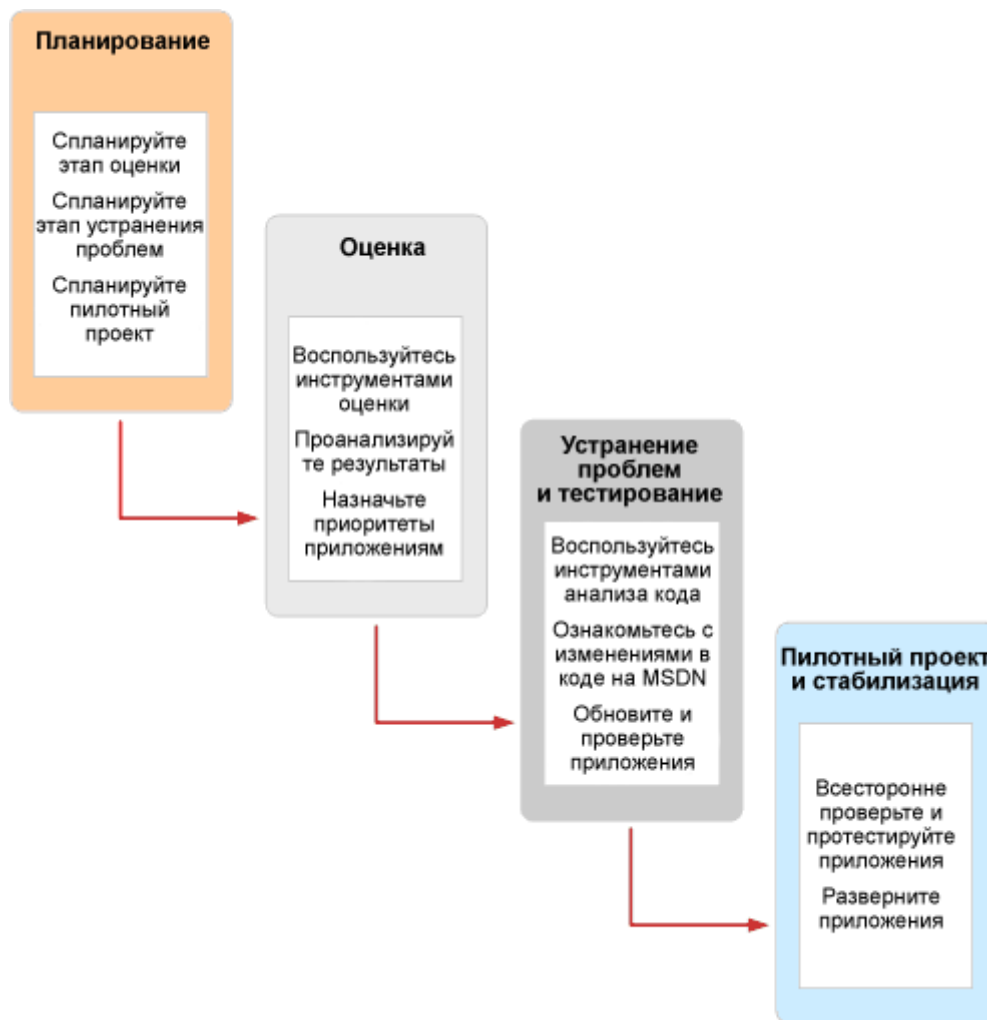 Планирование
Спланируйте
этап оценки
Спланируйте
этап устранения
проблем
Спланируйте
пилотный
проект
Оценка
Воспользуйтесь
инструментами
оценки
Проанализируй
те результаты
Назначьте
приоритеты
приложениям
Устранение
проблем
и тестирование
Воспользуйтесь
инструментами
анализа кода
Ознакомьтесь с
изменениями в
коде на MSDN
Обновите и
проверьте
приложения
Пилотный проект
и стабилизация
Всесторонне
проверьте и
протестируйте
приложения
Разверните
приложения